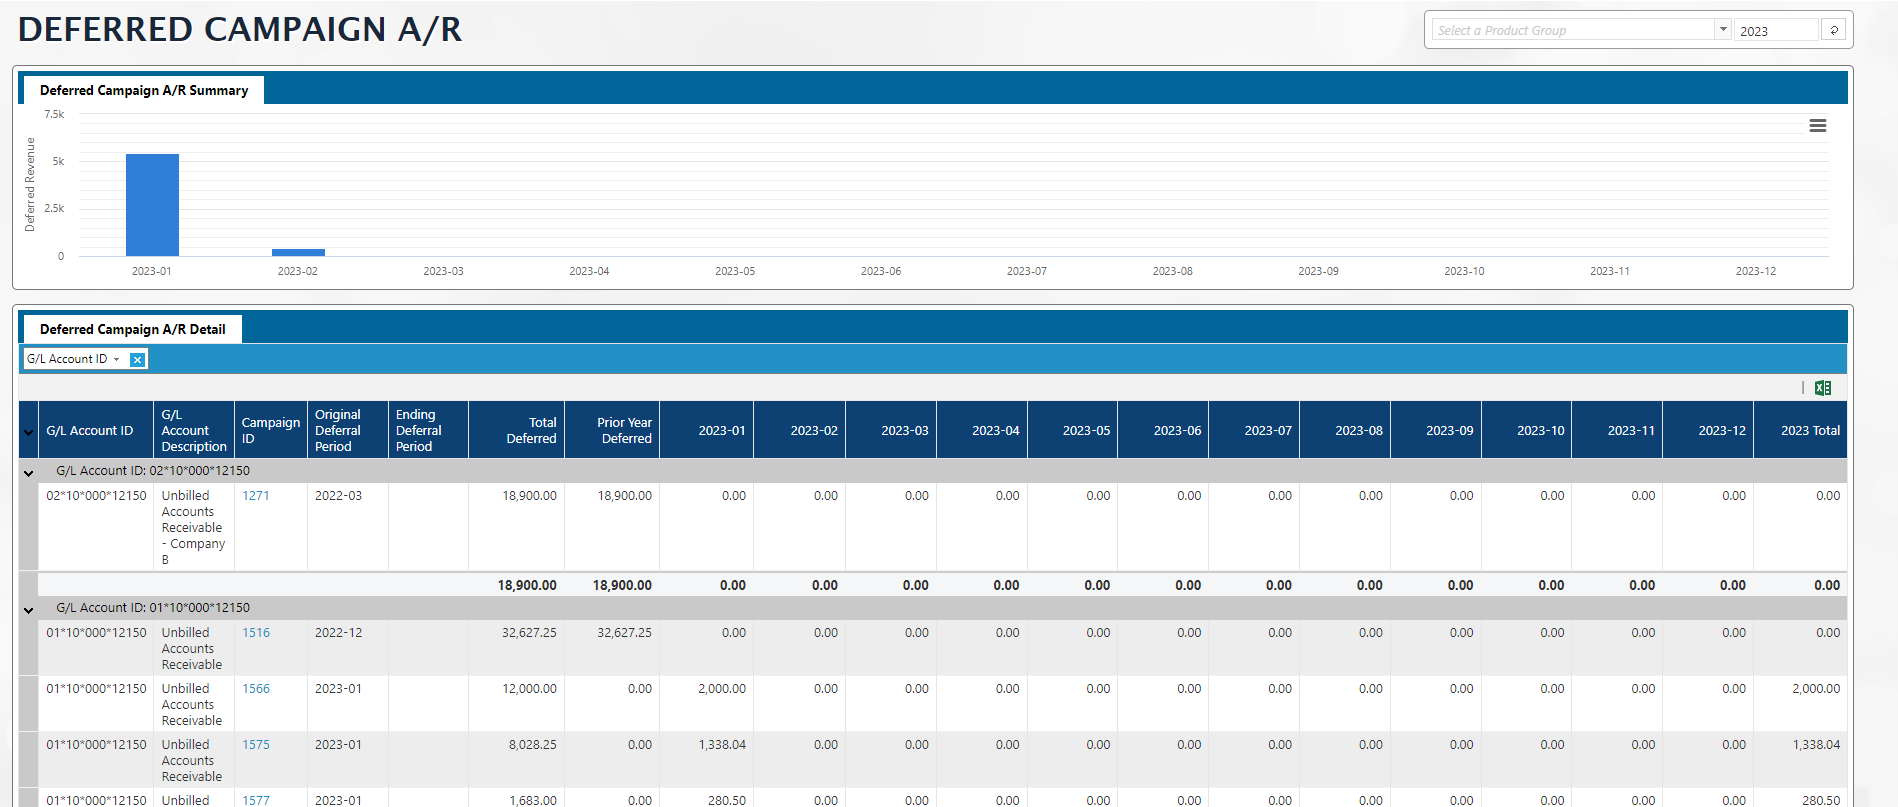 DEFERRED CAMPAIGN A/R
Select a Product Group
2023
Deferred Campaign A/R Summary
Deferred Revenue
7.5k
5k
2.5k
0
2023-01 2023-02 2023-03 2023-04 2023-05 2023-06 2023-07 2023-08 2023-09 2023-10 2023-11 2023-12
Deferred Campaign A/R Detail
G/L Account ID
G/L Account ID
G/L
Account
Description
Campaign
ID
Original
Deferral
Period
Ending
Deferral
Period
Total
Deferred
Prior Year
Deferred
2023-01 2023-02 2023-03 2023-04 2023-05 2023-06 2023-07 2023-08 2023-09 2023-10 2023-11 2023-12 2023 Total
G/L Account ID: 02*10*000*12150
02*10*000*12150 Unbilled 1271 2022-03 18,900.00 18,900.00 0.00 0.00 0.00 0.00 0.00 0.00 0.00 0.00 0.00 0.00 0.00 0.00 0.00
Accounts
Receivable
- Company
B
18,900.00 18,900.00 0.00 0.00 0.00 0.00 0.00 0.00 0.00 0.00 0.00 0.00 0.00 0.00 0.00
G/L Account ID: 01*10*000*12150
01*10*000*12150 Unbilled 1516 2022-12 32,627.25 32,627.25 0.00 0.00 0.00 0.00 0.00 0.00 0.00 0.00 0.00 0.00 0.00 0.00 0.00
Accounts
Receivable
01*10*000*12150 Unbilled 1566 2023-01 12,000.00 0.00 2,000.00 0.00 0.00 0.00 0.00 0.00 0.00 0.00 0.00 0.00 0.00 0.00 2,000.00
Accounts
Receivable
01*10*000*12150 Unbilled 1575 2023-01 8,028.25 0.00 1,338.04 0.00 0.00 0.00 0.00 0.00 0.00 0.00 0.00 0.00 0.00 0.00 1,338.04
Accounts
Receivable
01*10*000*12150 Unbilled 1577 2023-01 1,683.00 0.00 280.50 0.00 0.00 0.00 0.00 0.00 0.00 0.00 0.00 0.00 0.00 0.00 280.50